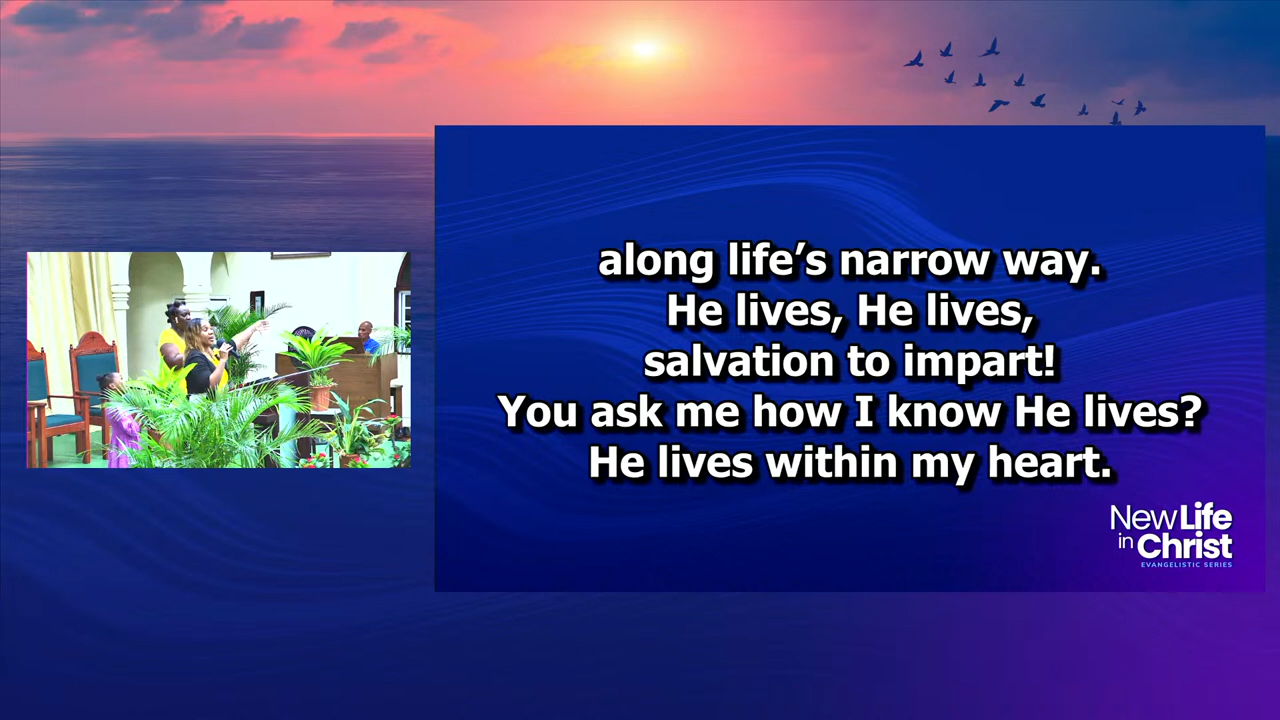 along life’s narrow way.
He lives, He lives,
salvation to impart!
You ask me how I know He lives?
He lives within my heart.
New Life
in Christ
EVANGELISTIC SERIES